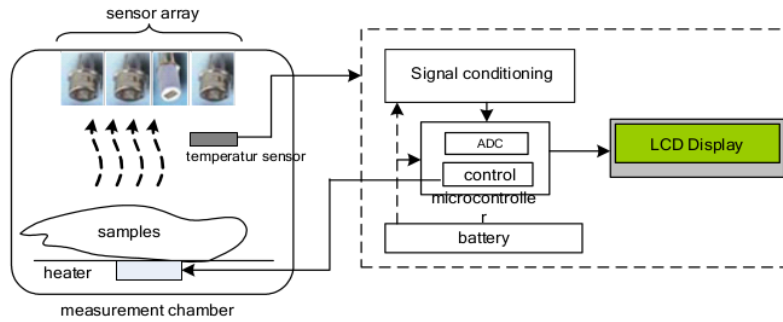 sensor array
Signal conditioning
ADC
LCD Display
temperatur sensor
control
microcontrolle
r
samples
battery
heater
measurement chamber